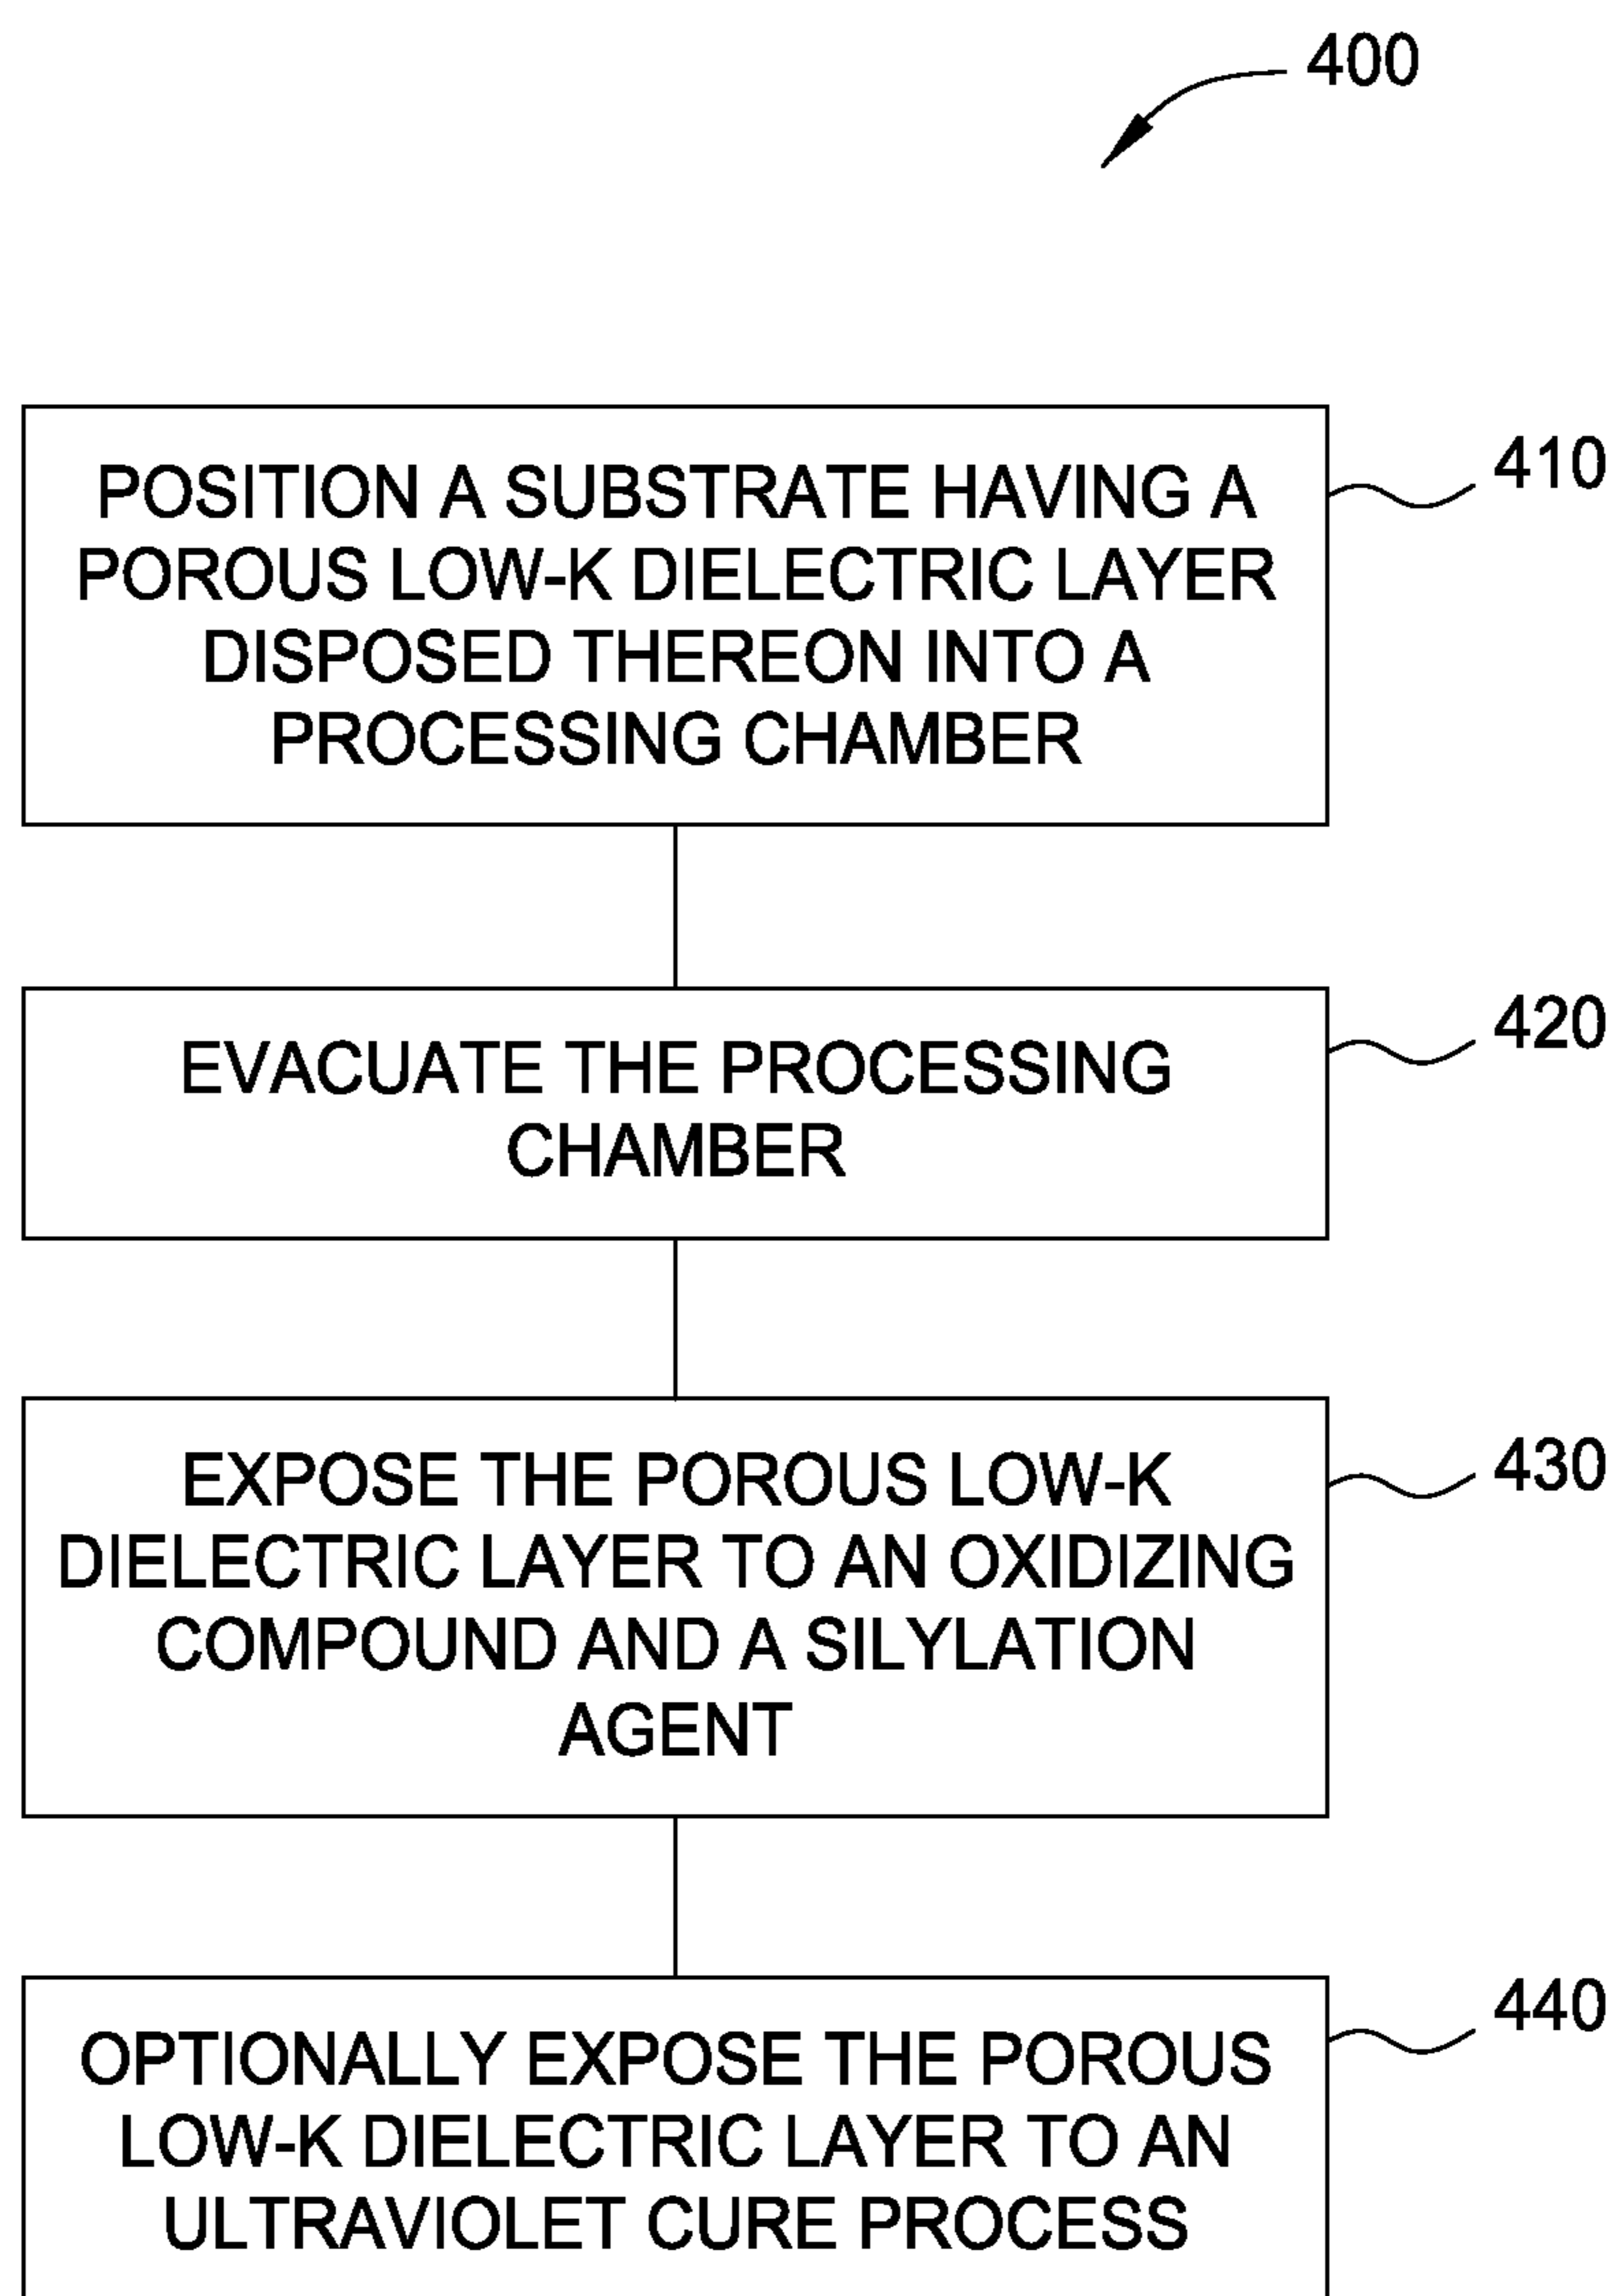 400
POSITION A SUBSTRATE HAVING A
POROUS LOW-K DIELECTRIC LAYER
DISPOSED THEREON INTO A
PROCESSING CHAMBER
410
EVACUATE THE PROCESSING
CHAMBER
420
EXPOSE THE POROUS LOW-K
DIELECTRIC LAYER TO AN OXIDIZING
COMPOUND AND A SILYLATION
AGENT
430
OPTIONALLY EXPOSE THE POROUS
LOW-K DIELECTRIC LAYER TO AN
ULTRAVIOLET CURE PROCESS
440